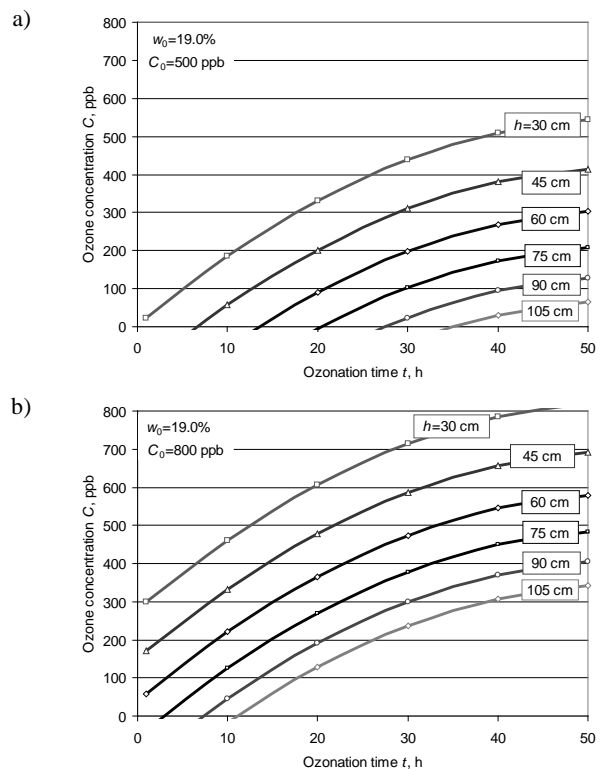 a)
800
w0=19.0%
700
C0=500 ppb
600
500
h=30 cm
400
45 cm
300
60 cm
200
75 cm
100
90 cm
105 cm
0
0 10 20 30 40 50
Ozone concentration C, ppb
Ozonation time t, h
b)
800
w0=19.0%
h=30 cm
700
C0=800 ppb
45 cm
600
60 cm
500
75 cm
400
90 cm
300
105 cm
200
100
0
0 10 20 30 40 50
Ozone concentration C, ppb
Ozonation time t, h